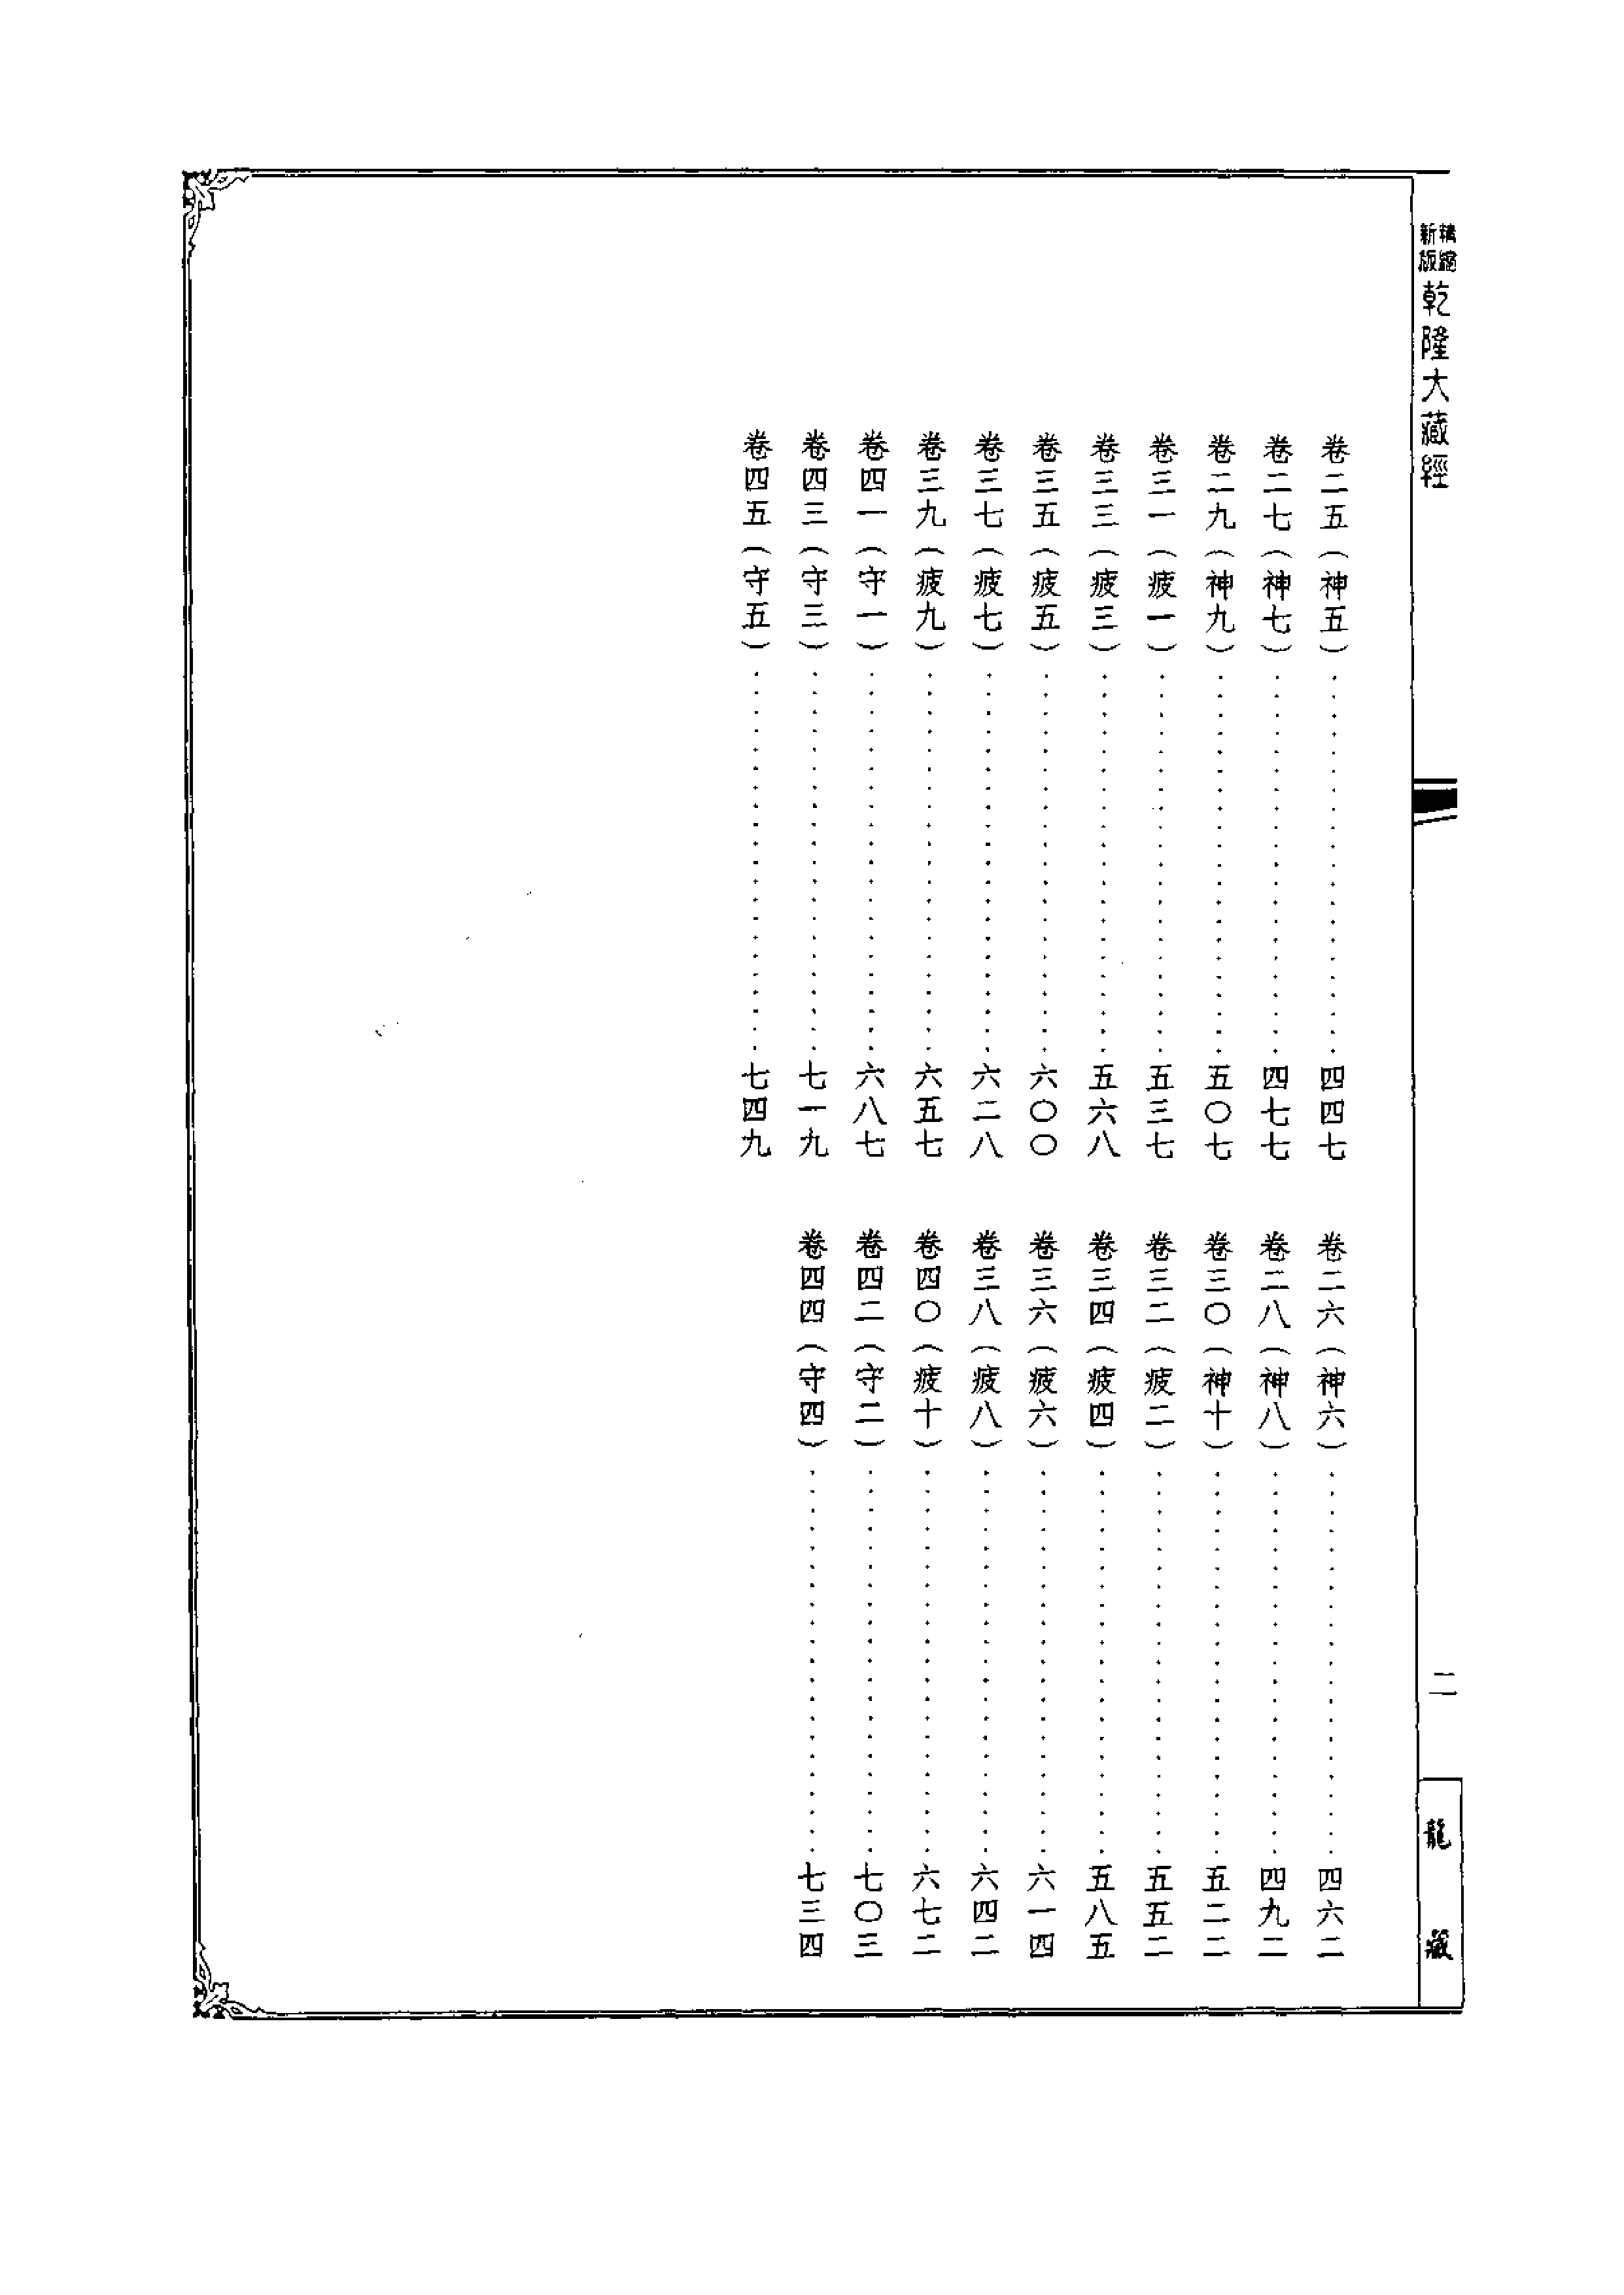 新版
乾隆大藏經
二
龍藏
卷二五（神五）……四四七
卷二六（神六）……四六二
卷二七（神七）……四七七
卷二八（神八）……四九二
卷二九（神九）……五〇七
卷三〇（神十）……五二二
卷三一（疲一）……五三七
卷三二（疲二）……五五二
卷三三（疲三）……五六八
卷三四（疲四）……五八五
卷三五（疲五）……六〇〇
卷三六（疲六）……六一四
卷三七（疲七）……六二八
卷三八（疲八）……六四二
卷三九（疲九）……六五七
卷四〇（疲十）……六七二
卷四一（守一）……六八七
卷四二（守二）……七〇三
卷四三（守三）……七一九
卷四四（守四）……七三四
卷四五（守五）……七四九